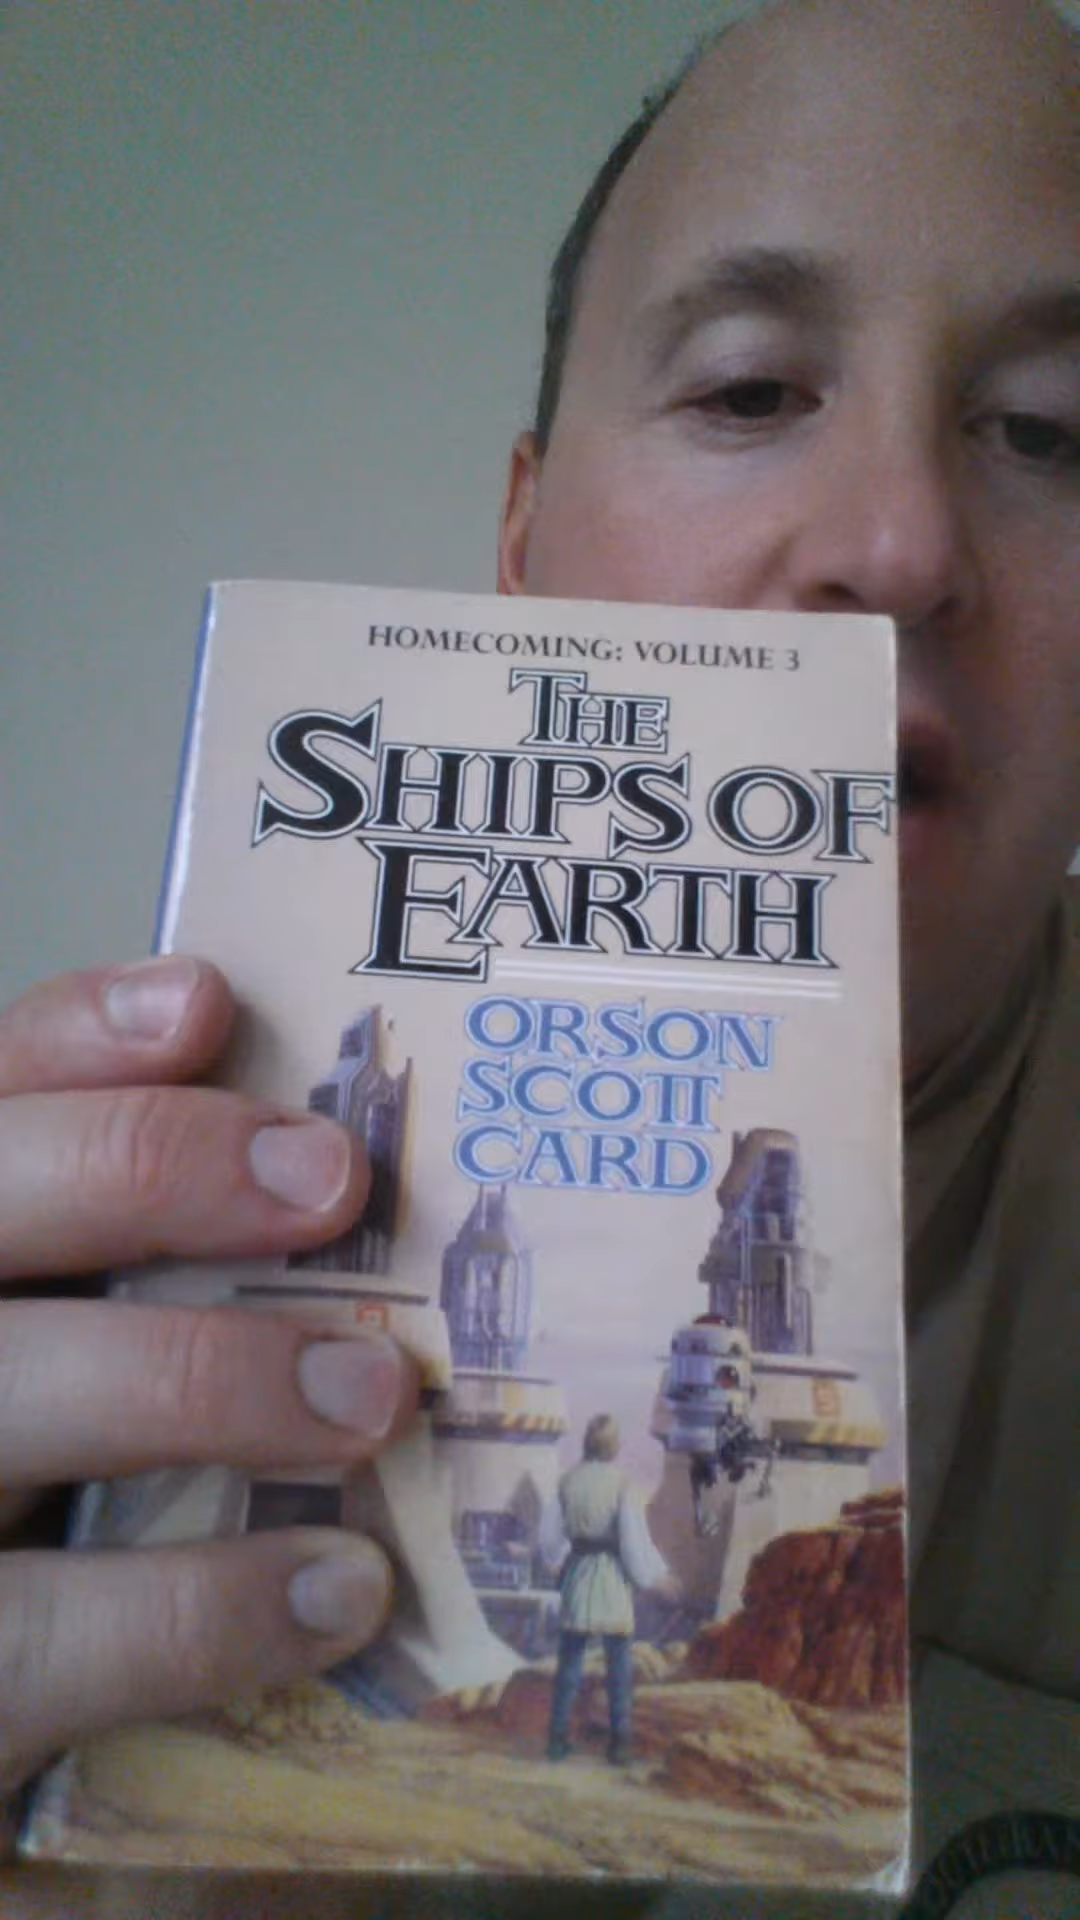 HOMECOMING: VOLUME 3
THE
SHIPS OF
EARTH
ORSON
SCOTT
CARD